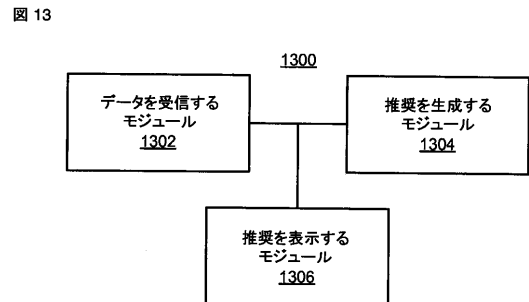 図 13
1300
データを受信する
モジュール
1302
推奨を生成する
モジュール
1304
推奨を表示する
モジュール
1306